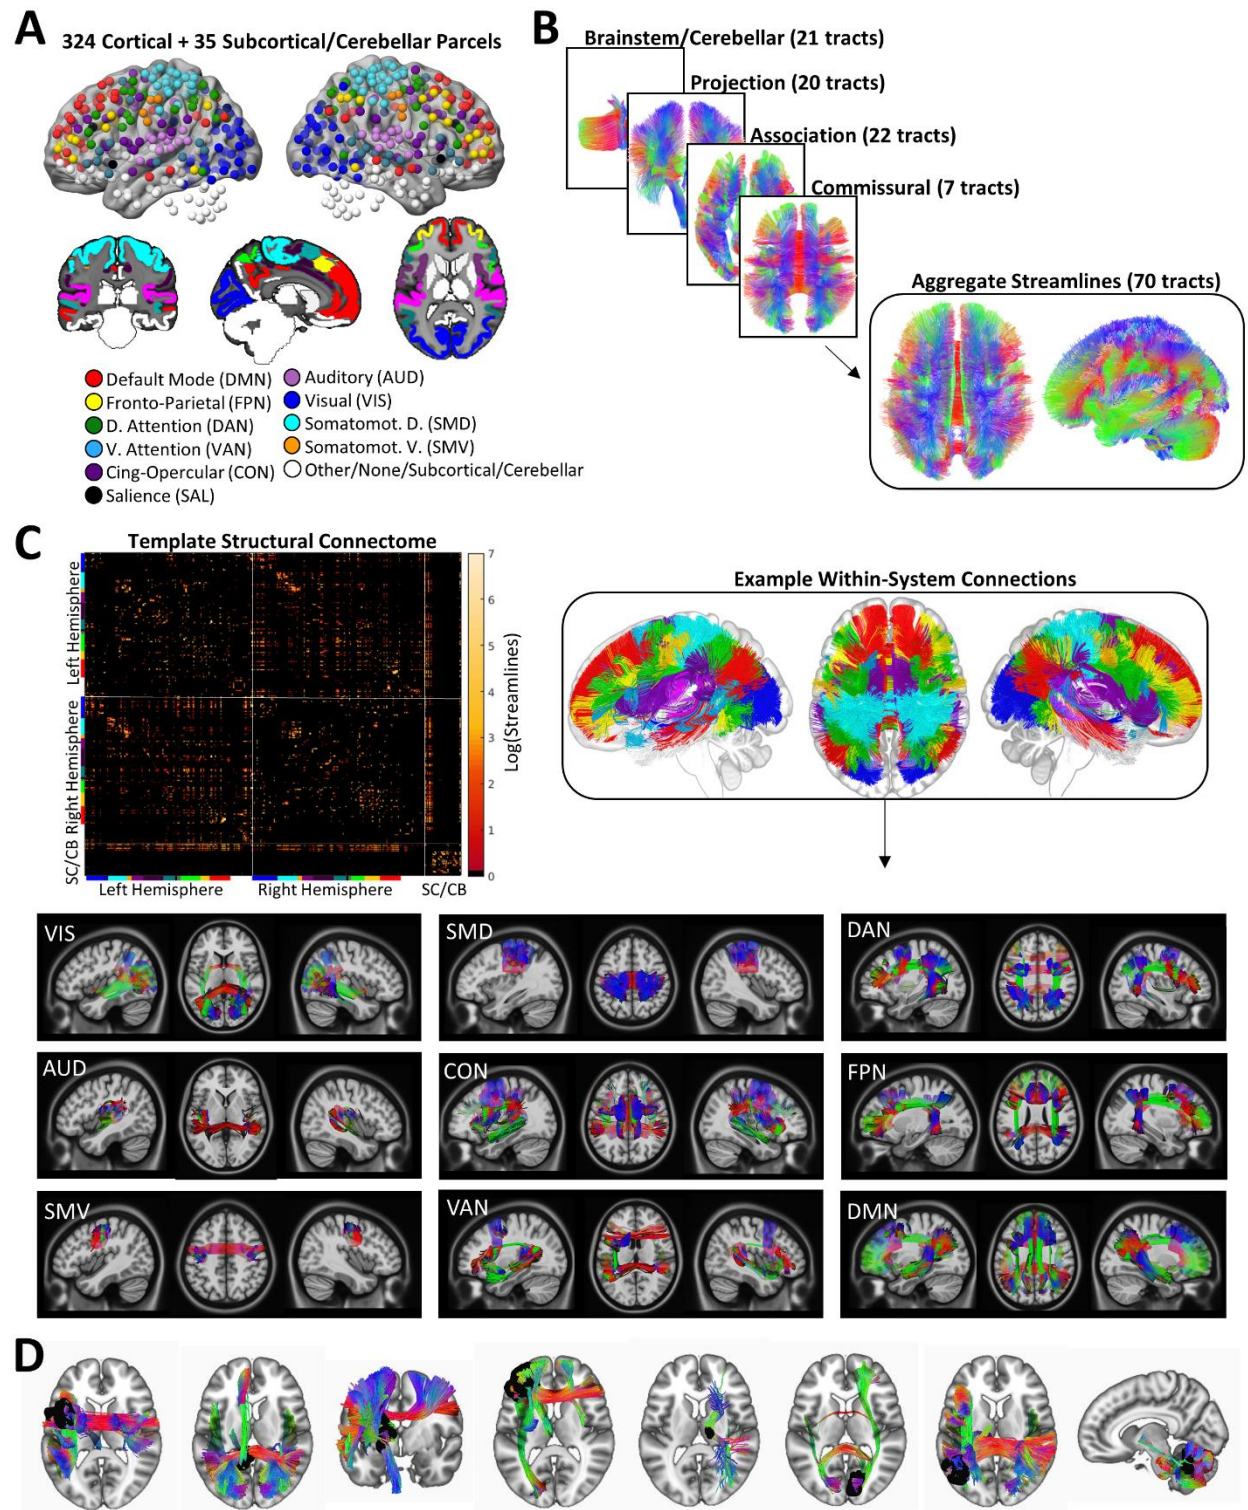 A
324 Cortical + 35 Subcortical/Cerebellar Parcels
Default Mode (DMN)
Fronto-Parietal (FPN)
D. Attention (DAN)
V. Attention (VAN)
Cing-Opercular (CON)
Salience (SAL)
Auditory (AUD)
Visual (VIS)
Somatomot. D. (SMD)
Somatomot. V. (SMV)
Other/None/Subcortical/Cerebellar
B
Brainstem/Cerebellar (21 tracts)
Projection (20 tracts)
Association (22 tracts)
Commissural (7 tracts)
Aggregate Streamlines (70 tracts)
C
Template Structural Connectome
Left Hemisphere
Right Hemisphere
SC/CB
Left Hemisphere
Right Hemisphere
SC/CB
7
6
5
4
3
2
1
0
Log(Streamlines)
Example Within-System Connections
VIS
SMD
DAN
AUD
CON
FPN
SMV
VAN
DMN
D